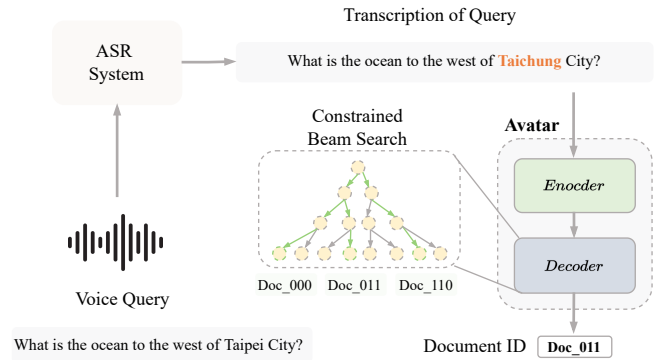 Transcription of Query
ASR
System
What is the ocean to the west of Taichung City?
Constrained
Beam Search
Avatar
Enocder
Decoder
Doc_000
Doc_011
Doc_110
Voice Query
What is the ocean to the west of Taipei City?
Document ID
Doc_011